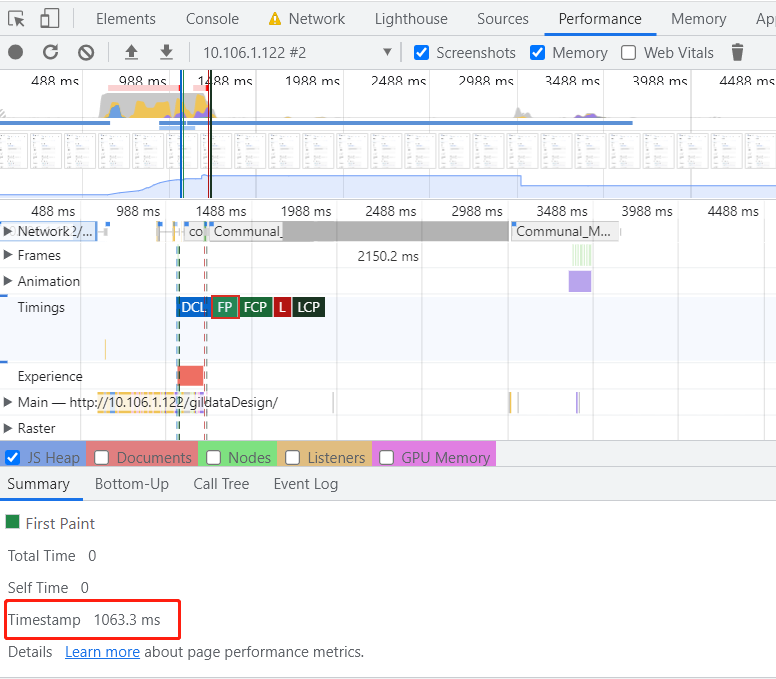 Elements Console Network Lighthouse Sources Performance Memory Ap
10.106.1.122 #2 Screenshots Memory Web Vitals
488 ms 988 ms 1488 ms 1988 ms 2488 ms 2988 ms 3488 ms 3988 ms 4488 ms
488 ms 988 ms 1488 ms 1988 ms 2488 ms 2988 ms 3488 ms 3988 ms 4488 ms
Network 2/... co Communal_ Communal_M...
Frames 2150.2 ms
Animation
Timings DCL FP FCP L LCP
Experience
Main — http://10.106.1.122/gildataDesign/
Raster
JS Heap Documents Nodes Listeners GPU Memory
Summary Bottom-Up Call Tree Event Log
First Paint
Total Time 0
Self Time 0
Timestamp 1063.3 ms
Details Learn more about page performance metrics.